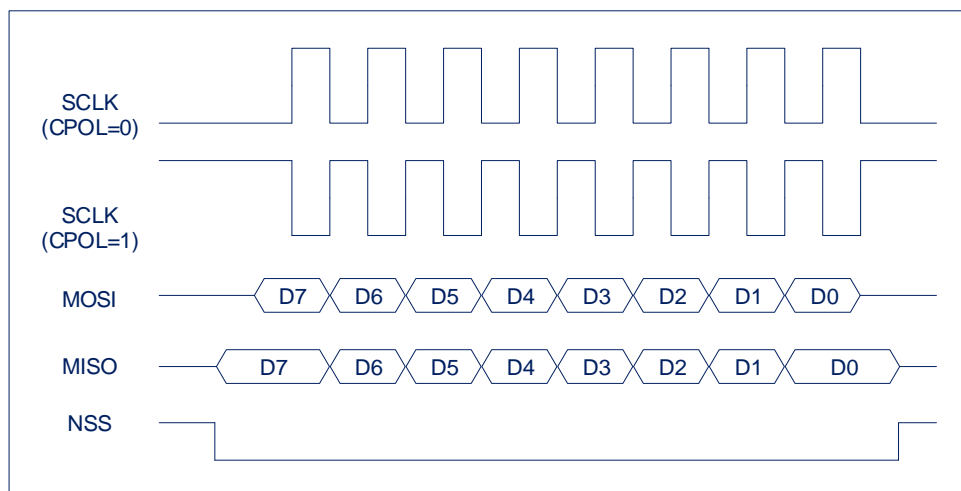 SCLK
(CPOL=0)
SCLK
(CPOL=1)
MOSI D7 D6 D5 D4 D3 D2 D1 D0
MISO D7 D6 D5 D4 D3 D2 D1 D0
NSS